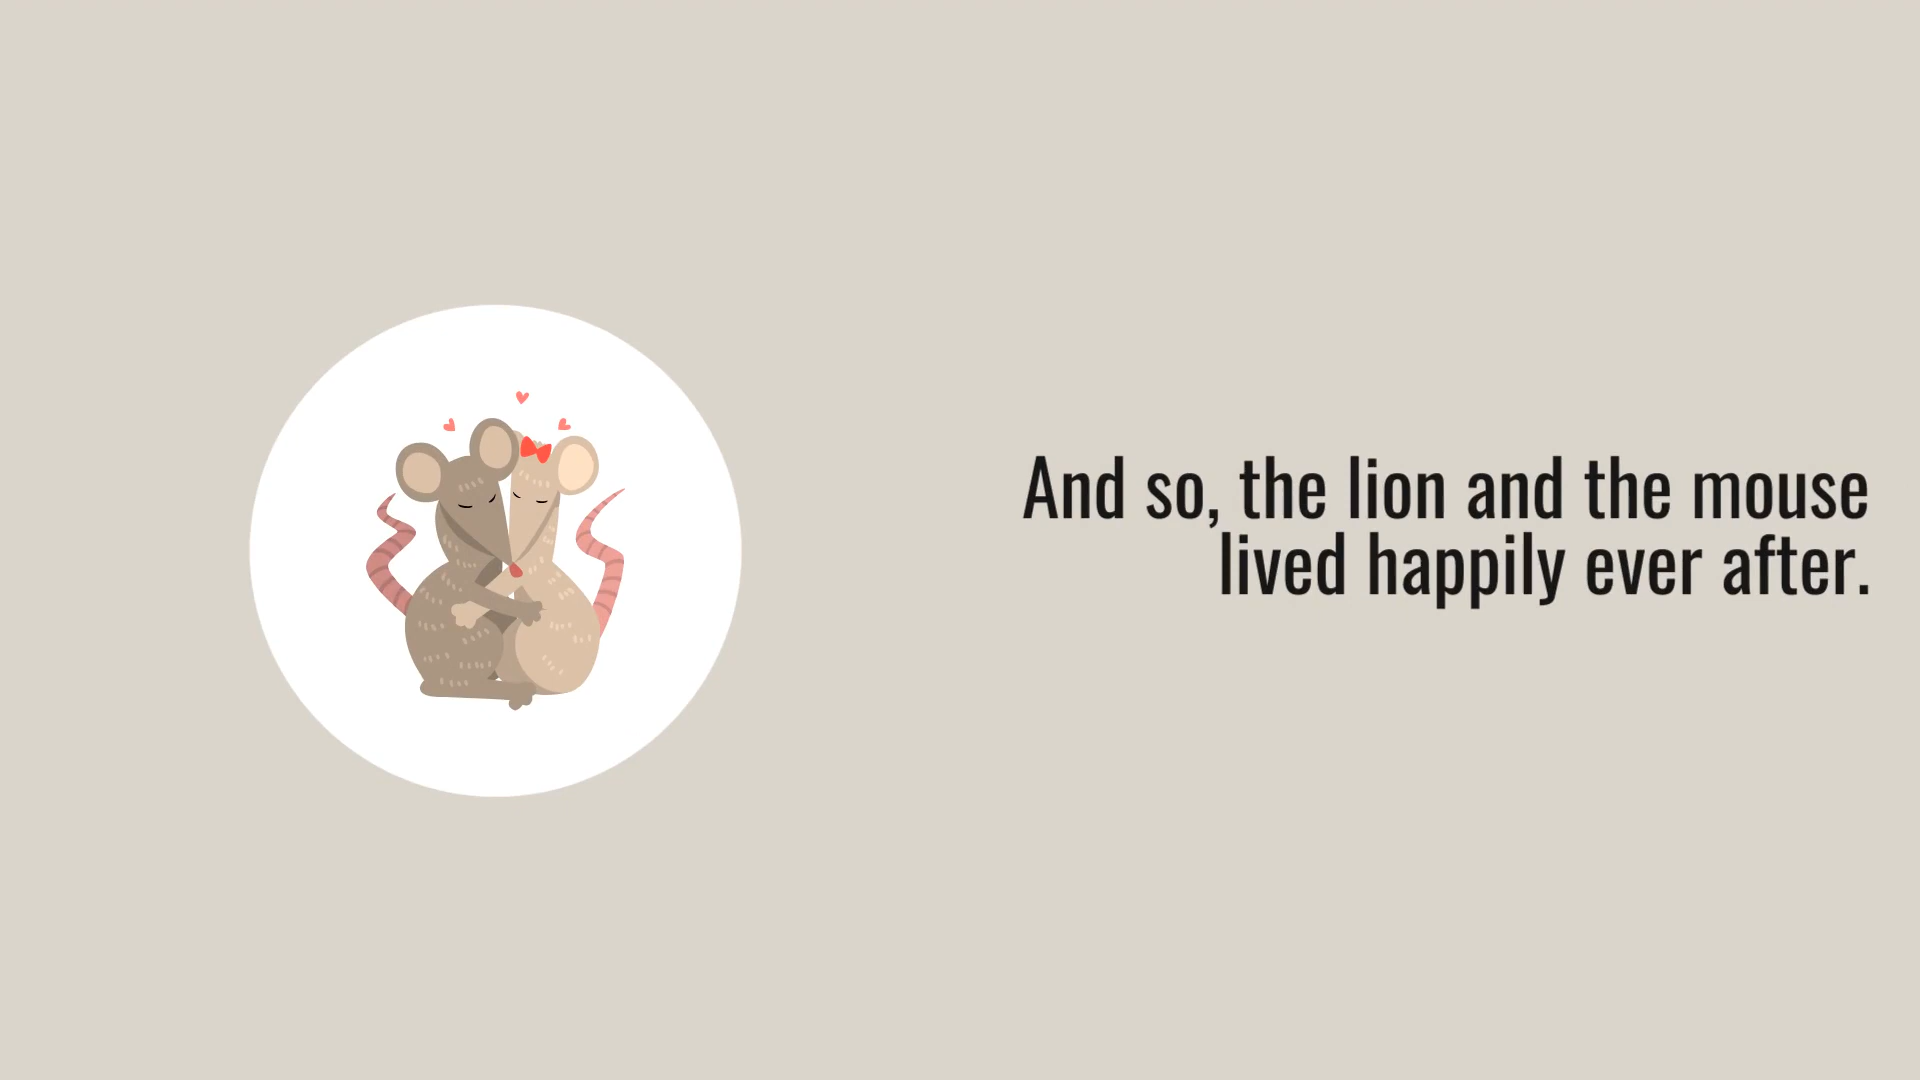 And so, the lion and the mouse
lived happily ever after.